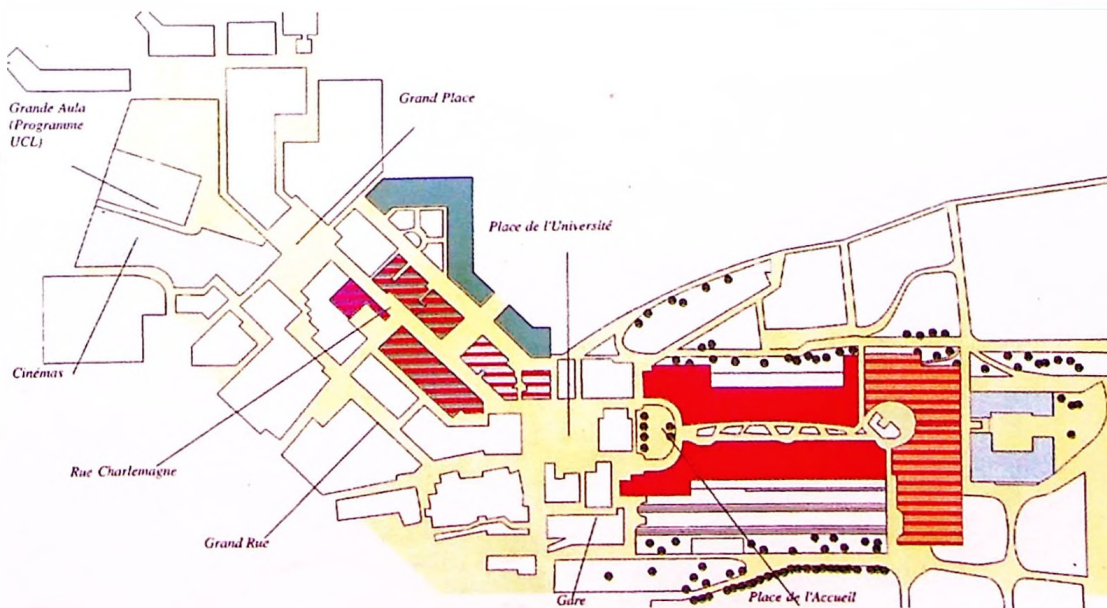 Grande Aula
(Programme
UCL)
Grand Place
Place de l'Université
Cinémas
Rue Charlemagne
Grand Rue
Gare
Place de l'Accueil